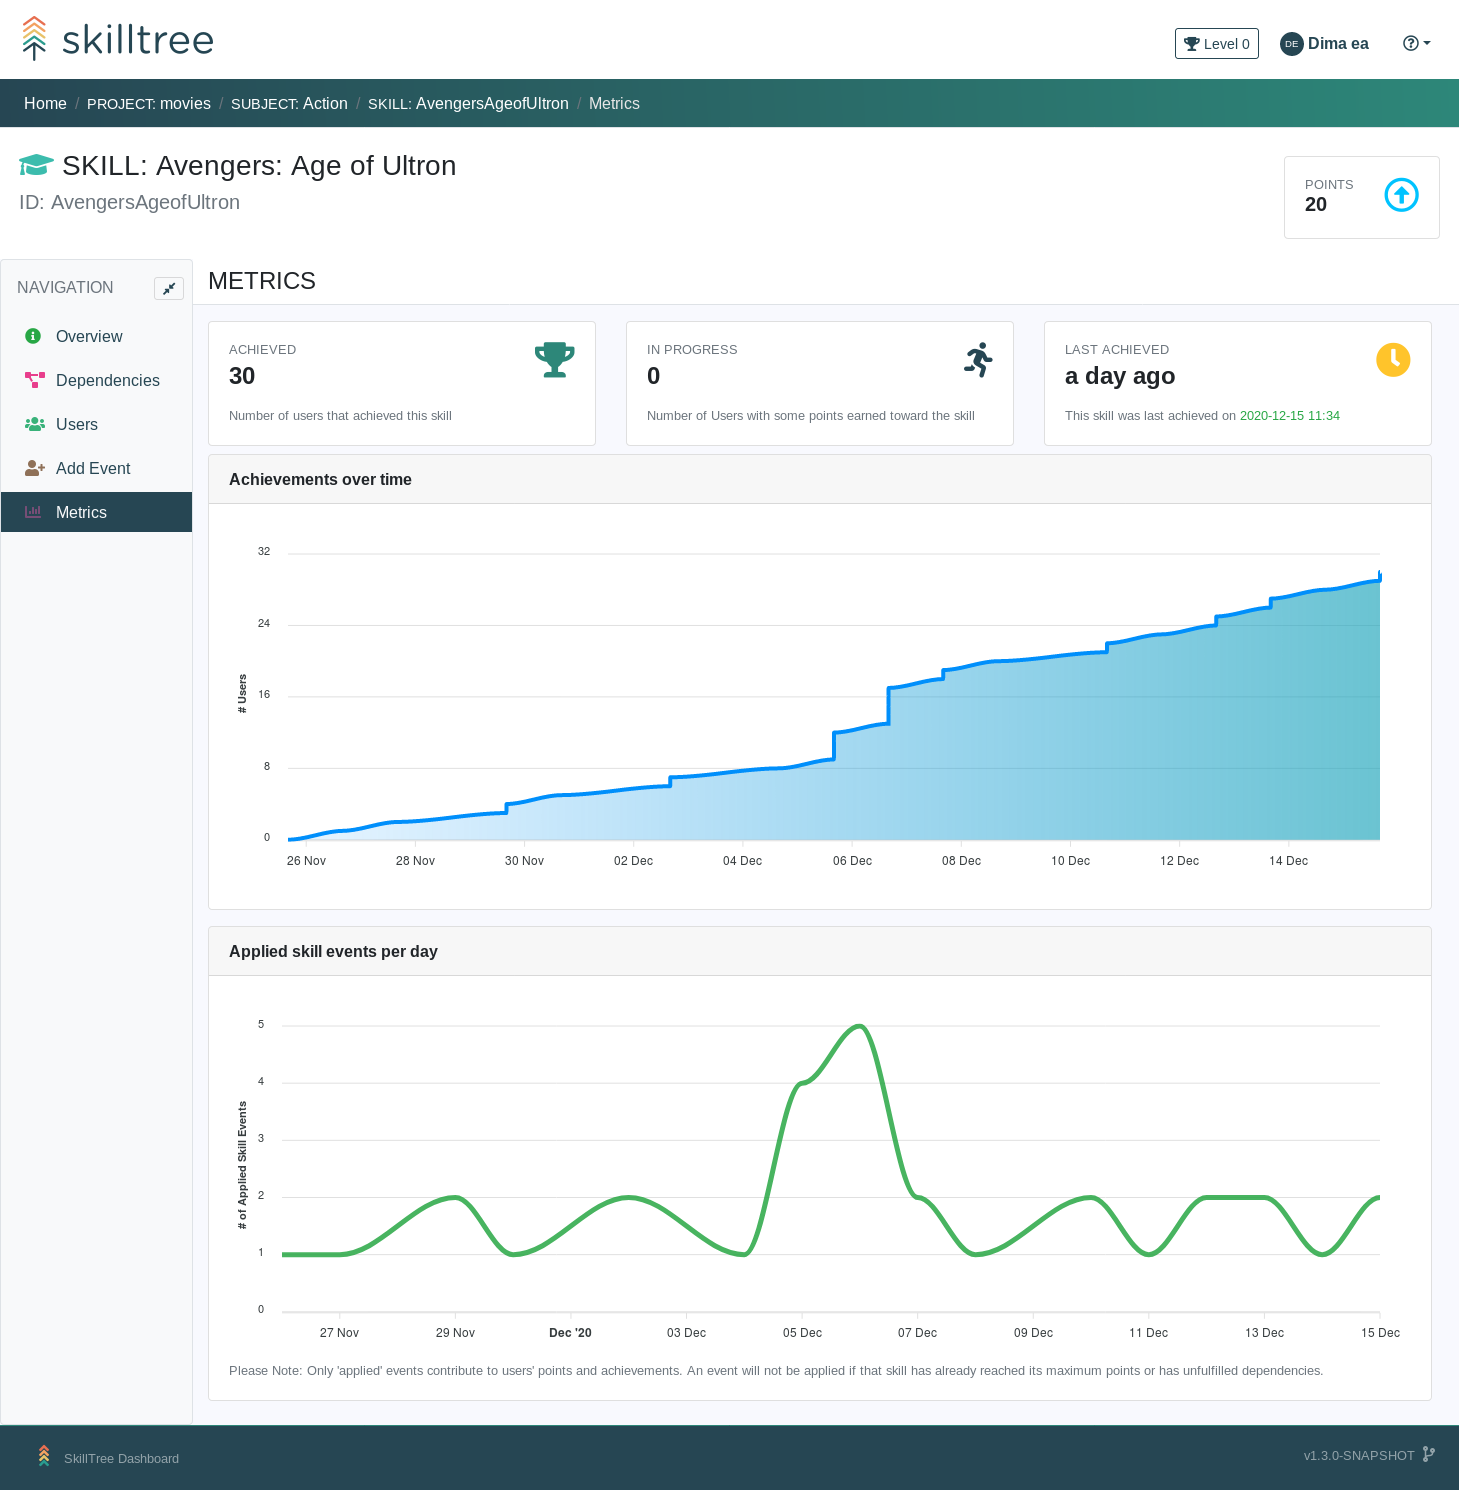 skilltree
Level 0
DE Dima ea
Home / PROJECT: movies / SUBJECT: Action / SKILL: AvengersAgeofUltron / Metrics
SKILL: Avengers: Age of Ultron
ID: AvengersAgeofUltron
POINTS
20
NAVIGATION
Overview
Dependencies
Users
Add Event
Metrics
METRICS
ACHIEVED
30
Number of users that achieved this skill
IN PROGRESS
0
Number of Users with some points earned toward the skill
LAST ACHIEVED
a day ago
This skill was last achieved on 2020-12-15 11:34
Achievements over time
# Users
32
24
16
8
0
26 Nov 28 Nov 30 Nov 02 Dec 04 Dec 06 Dec 08 Dec 10 Dec 12 Dec 14 Dec
Applied skill events per day
# of Applied Skill Events
5
4
3
2
1
0
27 Nov 29 Nov Dec '20 03 Dec 05 Dec 07 Dec 09 Dec 11 Dec 13 Dec 15 Dec
Please Note: Only 'applied' events contribute to users' points and achievements. An event will not be applied if that skill has already reached its maximum points or has unfulfilled dependencies.
SkillTree Dashboard
v1.3.0-SNAPSHOT